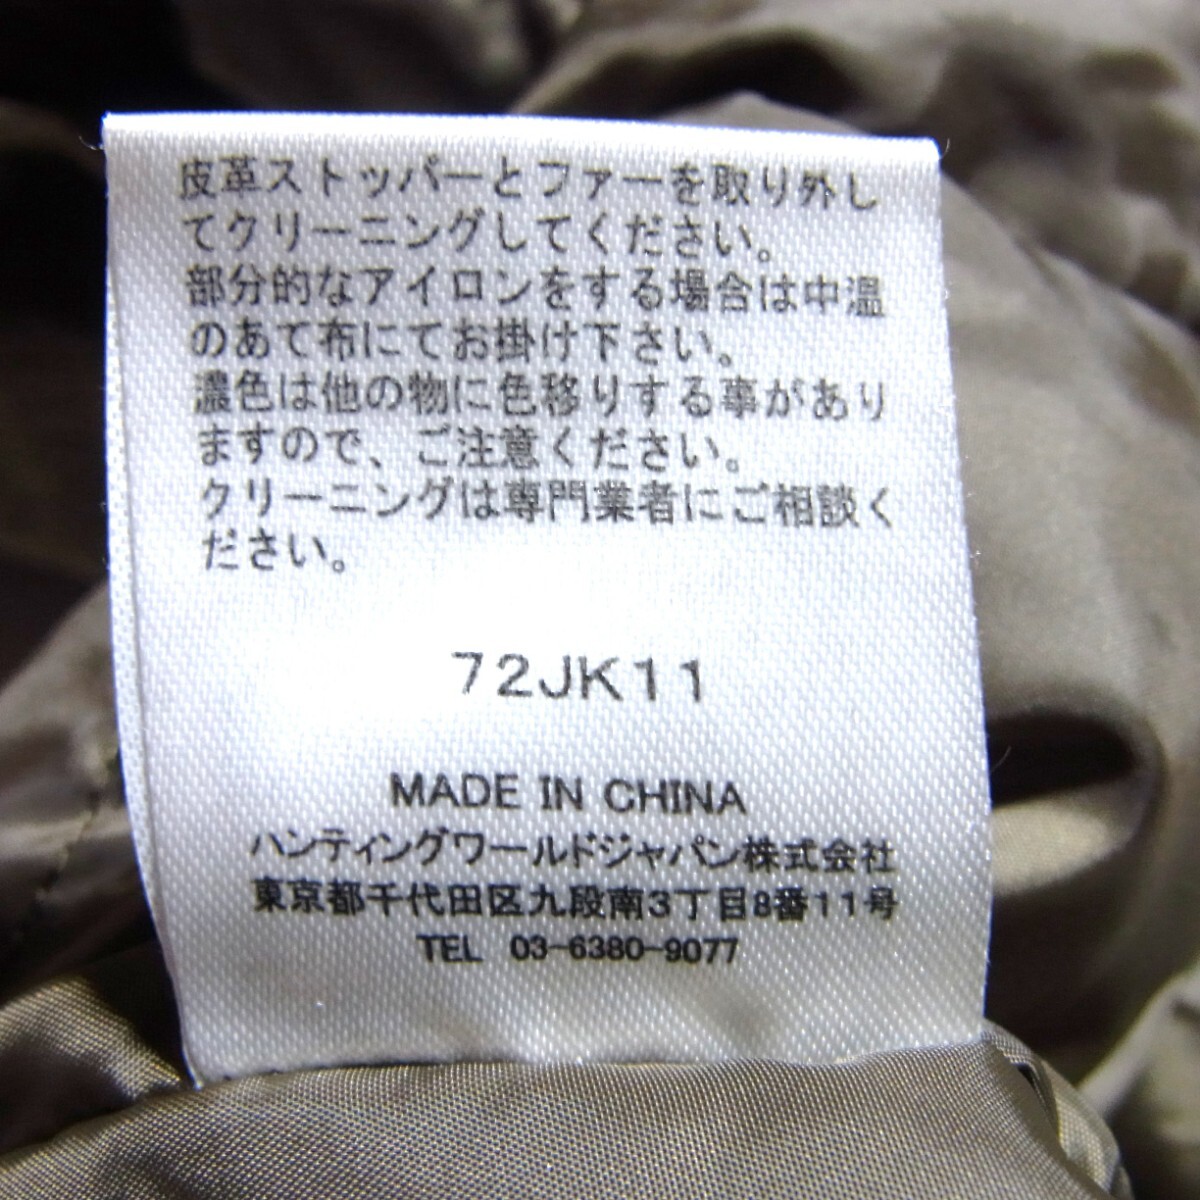 皮革ストッパーとファーを取り外し
てクリーニングしてください。
部分的なアイロンをする場合は中温
のあて布にてお掛け下さい。
濃色は他の物に色移りする事があり
ますので、ご注意ください。
クリーニングは専門業者にご相談く
ださい。
72JK11
MADE IN CHINA
ハンティングワールドジャパン株式会社
東京都千代田区九段南3丁目8番11号
TEL 03-6380-9077